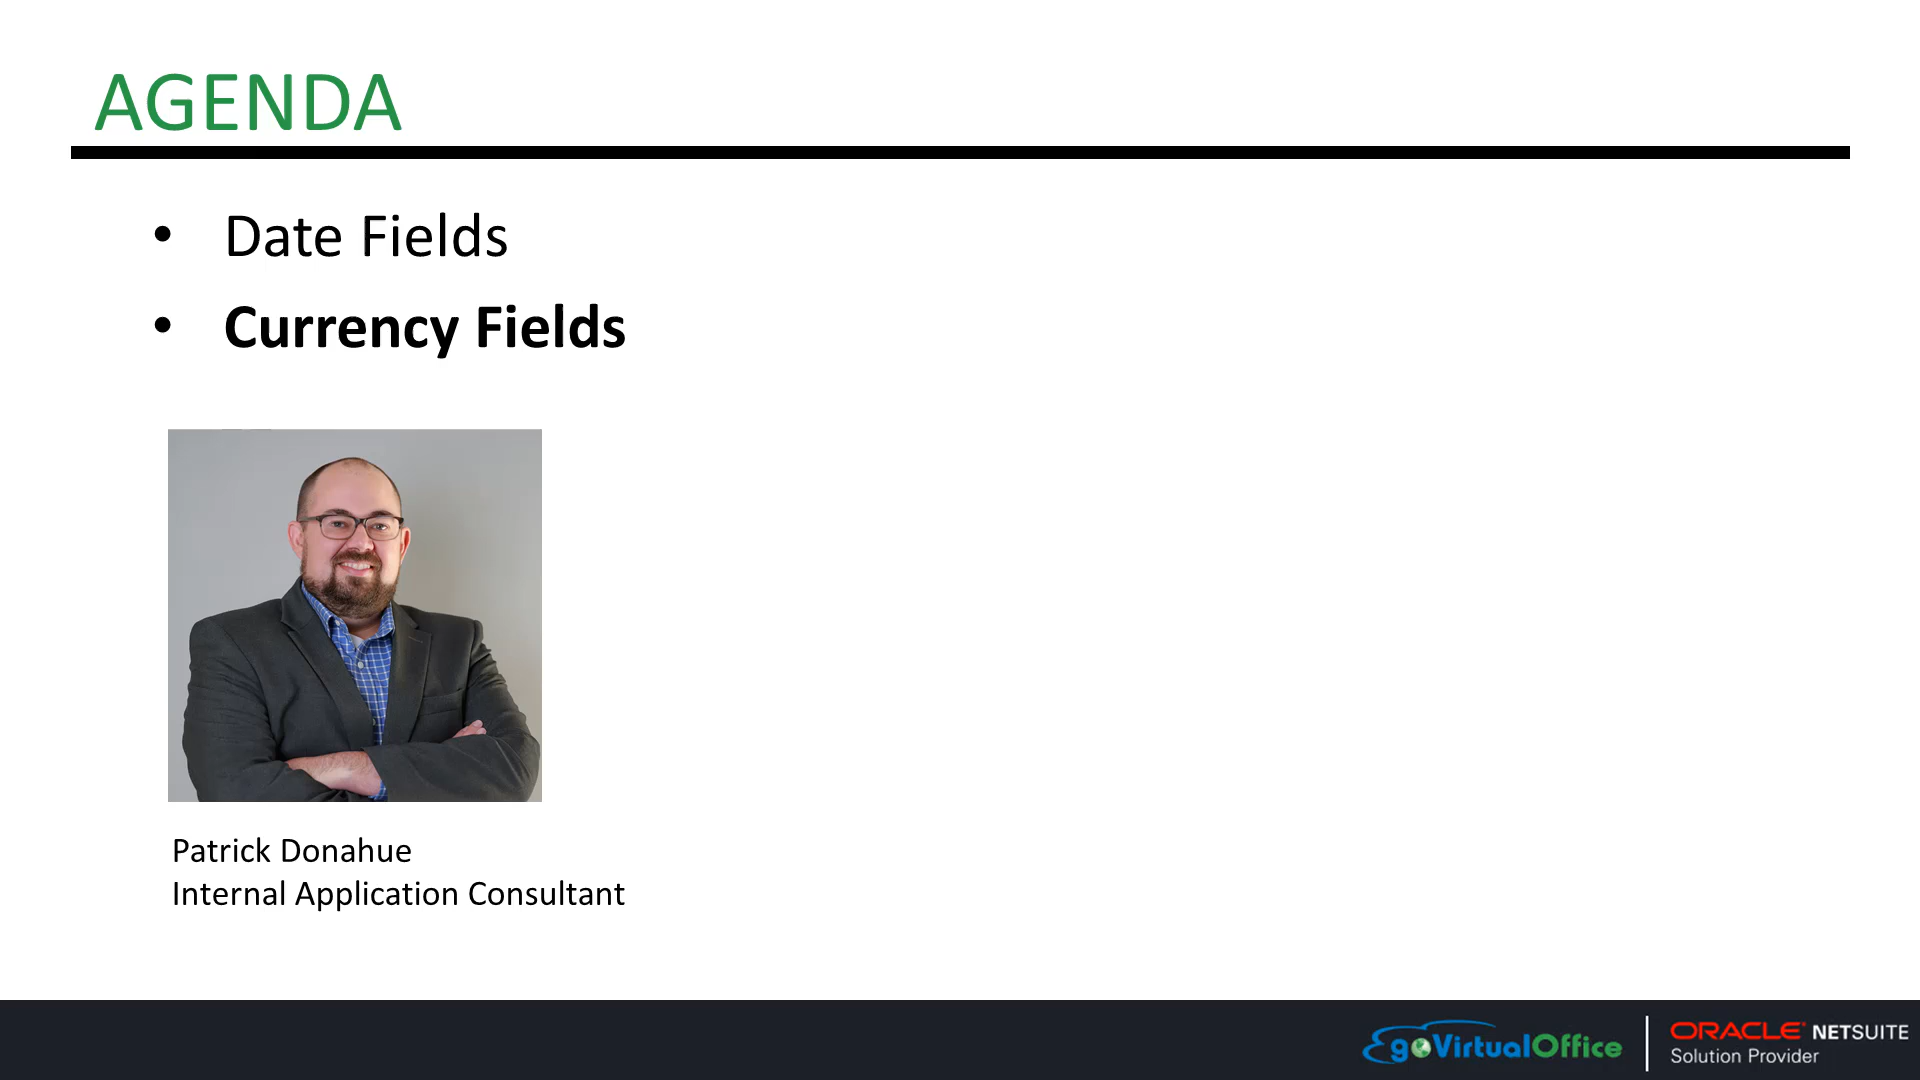 AGENDA
• Date Fields
• Currency Fields
Patrick Donahue
Internal Application Consultant
goVirtualOffice
ORACLE NETSUITE
Solution Provider